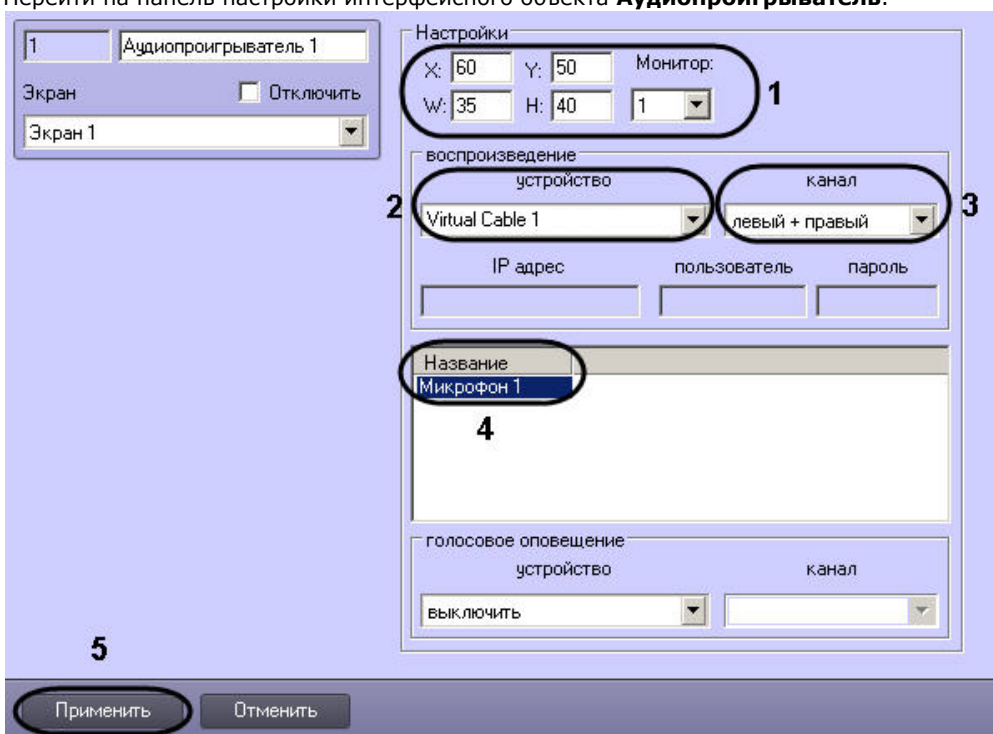 Перейти на панель настройки интерфейсного объекта Аудиопроигрыватель.
1 Аудиопроигрыватель 1
Экран Отключить
Экран 1
Настройки
X: 60 Y: 50 Монитор:
W: 35 H: 40 1
1
воспроизведение
устройство канал
2 Virtual Cable 1 левый + правый 3
IP адрес пользователь пароль
Название
Микрофон 1
4
голосовое оповещение
устройство канал
выключить
5
Применить Отменить